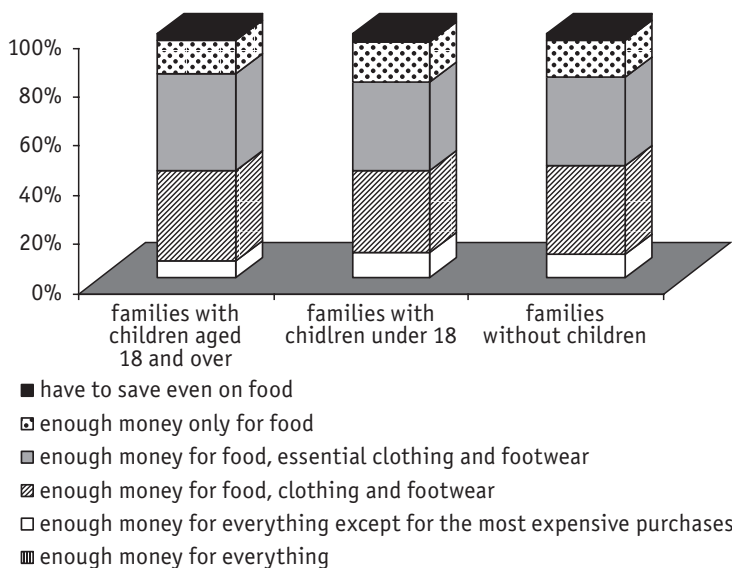 100%
80%
60%
40%
20%
0%
families with
children aged
18 and over
families with
chidlren under 18
families
without children
have to save even on food
enough money only for food
enough money for food, essential clothing and footwear
enough money for food, clothing and footwear
enough money for everything except for the most expensive purchases
enough money for everything